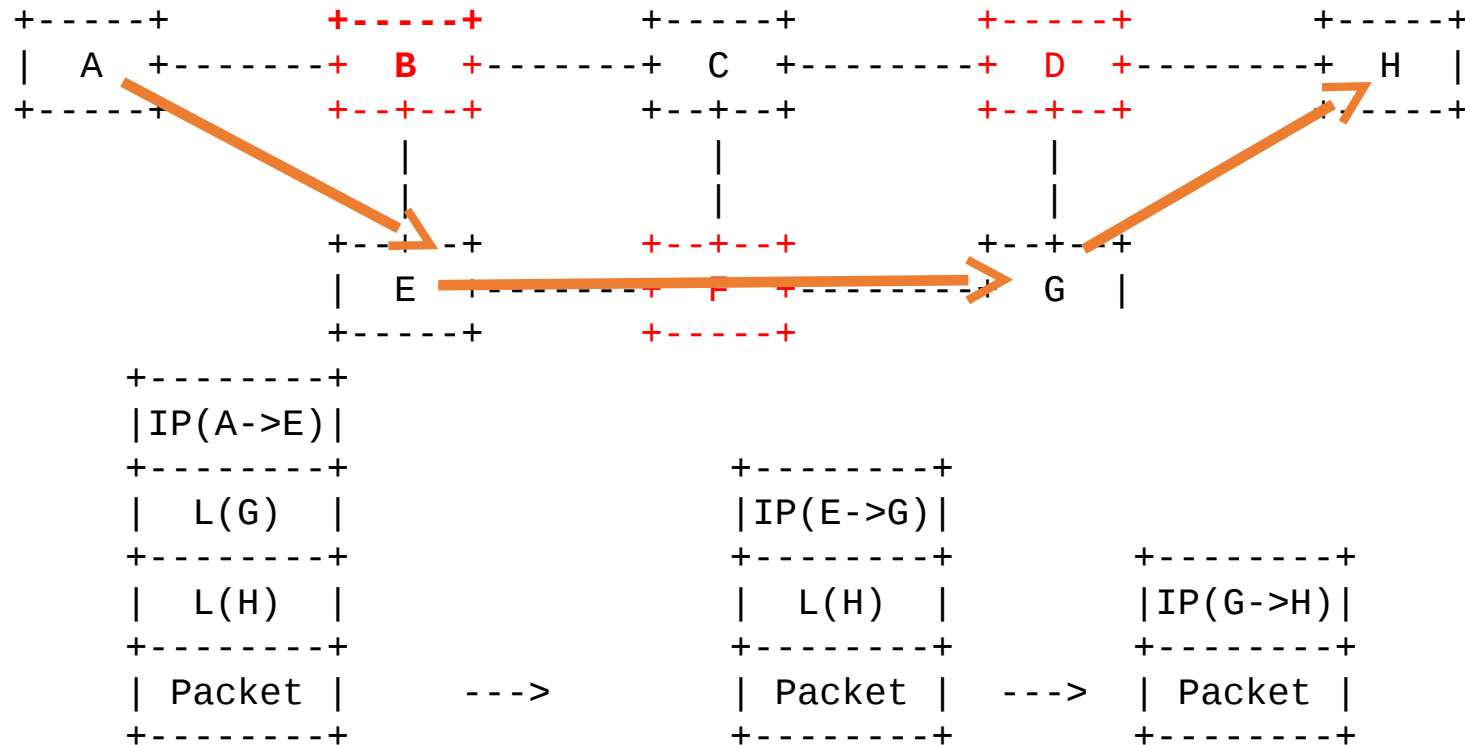 +-----+       +-----+       +-----+        +-----+        +-----+
|  A  +-------+  B  +-------+  C  +--------+  D  +--------+  H  |
+-----+       +--+--+       +--+--+        +--+--+        +-----+
                 |             |              |
                 |             |              |
              +--+--+       +--+--+        +--+--+
              |  E  +-------+  F  +--------+  G  |
              +-----+       +-----+
     +--------+
     |IP(A->E)|
     +--------+                +--------+
     |  L(G)  |                |IP(E->G)|
     +--------+                +--------+        +--------+
     |  L(H)  |                |  L(H)  |        |IP(G->H)|
     +--------+                +--------+        +--------+
     | Packet |     --->       | Packet |  --->  | Packet |
     +--------+                +--------+        +--------+